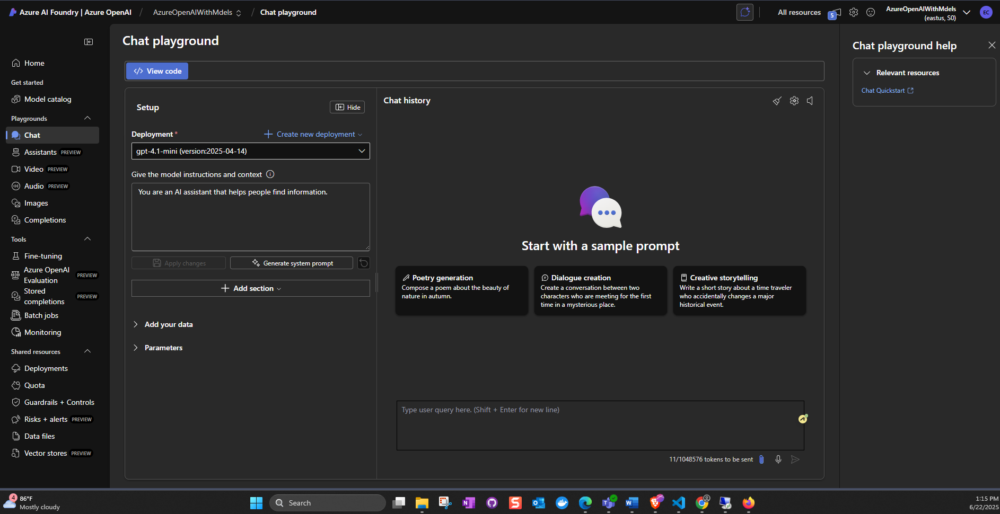 Azure AI Foundry | Azure OpenAI / AzureOpenAIWithMdels / Chat playground
All resources
5
AzureOpenAIWithMdels
(eastus, S0)
EC
Home
Get started
Model catalog
Playgrounds
Chat
Assistants PREVIEW
Video PREVIEW
Audio PREVIEW
Images
Completions
Tools
Fine-tuning
Azure OpenAI
Evaluation
PREVIEW
Stored
completions
PREVIEW
Batch jobs
Monitoring
Shared resources
Deployments
Quota
Guardrails + Controls
Risks + alerts PREVIEW
Data files
Vector stores PREVIEW
Chat playground
</> View code
Setup
Hide
Deployment *
Create new deployment
gpt-4.1-mini (version:2025-04-14)
Give the model instructions and context
You are an AI assistant that helps people find information.
Apply changes
Generate system prompt
Add section
Add your data
Parameters
Chat history
Start with a sample prompt
Poetry generation
Compose a poem about the beauty of
nature in autumn.
Dialogue creation
Create a conversation between two
characters who are meeting for the first
time in a mysterious place.
Creative storytelling
Write a short story about a time traveler
who accidentally changes a major
historical event.
Type user query here. (Shift + Enter for new line)
11/1048576 tokens to be sent
Chat playground help
Relevant resources
Chat Quickstart
4
86°F
Mostly cloudy
Search
1:15 PM
6/22/2025